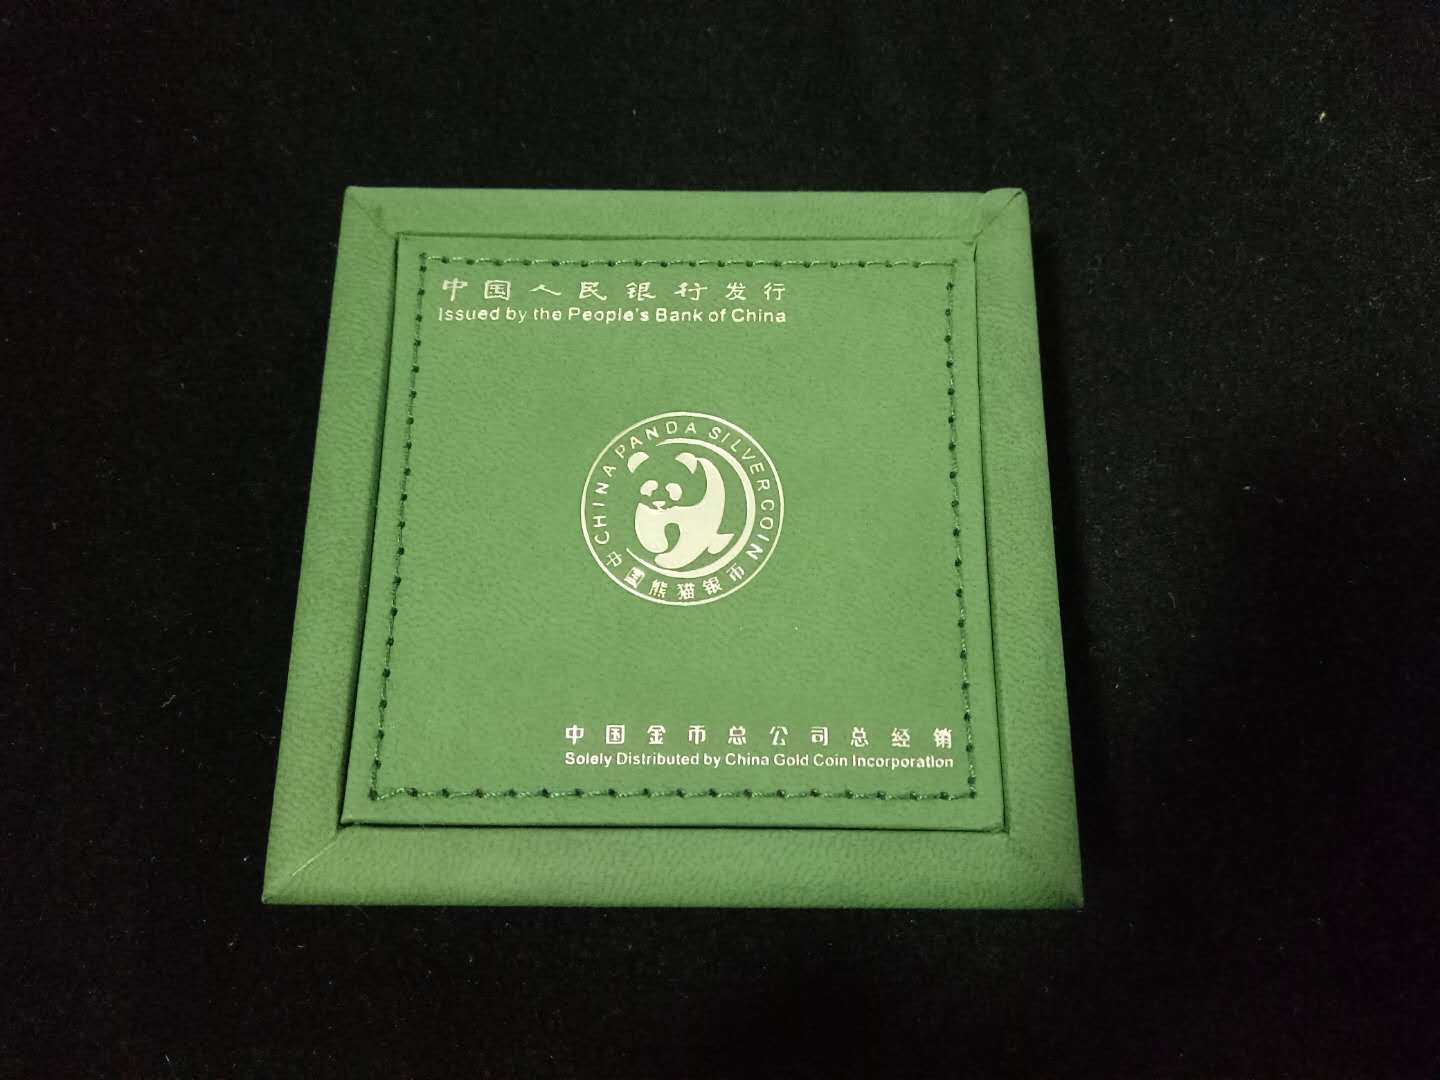 中国人民银行发行
Issued by the People's Bank of China
CHINA PANDA SILVER COIN
中国熊猫银币
中国金币总公司总经销
Solely Distributed by China Gold Coin Incorporation